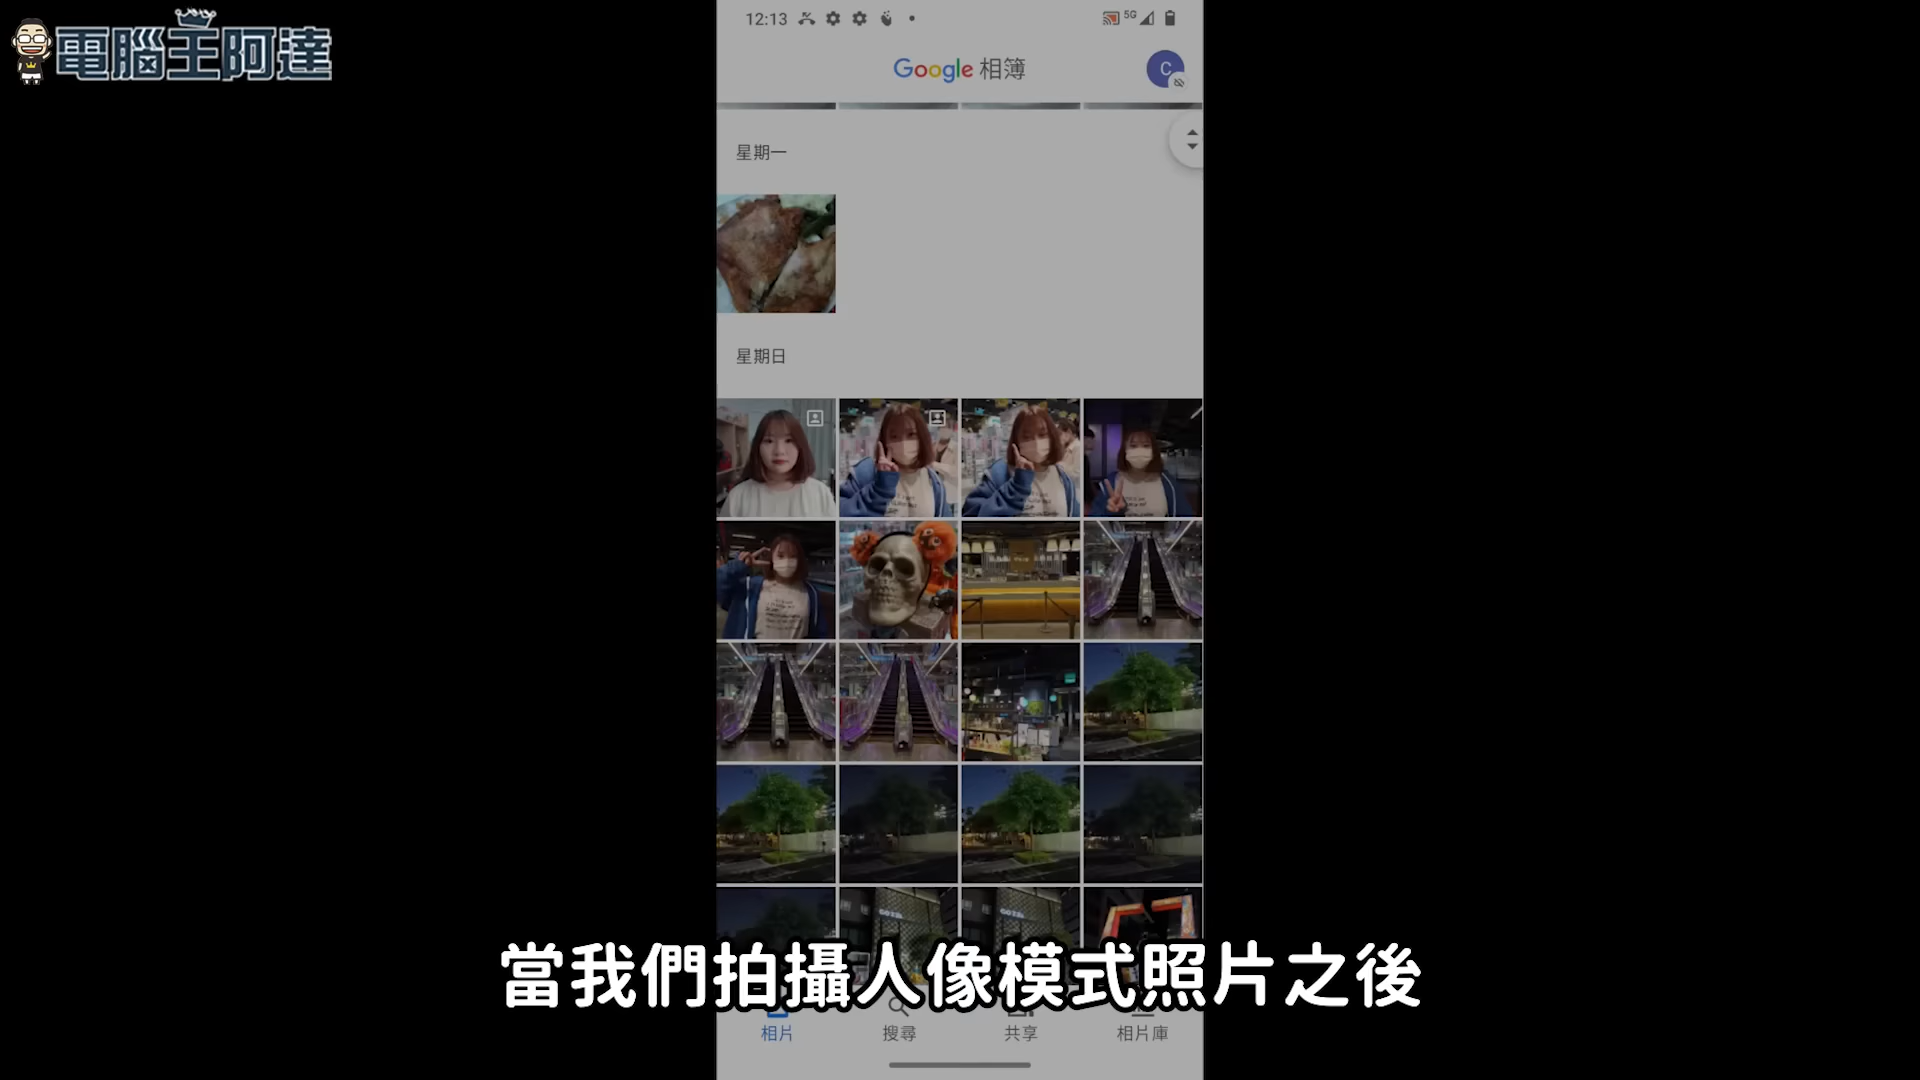 電腦王阿達
12:13
5G
Google 相簿
C
星期一
星期日
當我們拍攝人像模式照片之後
相片
搜尋
共享
相片庫